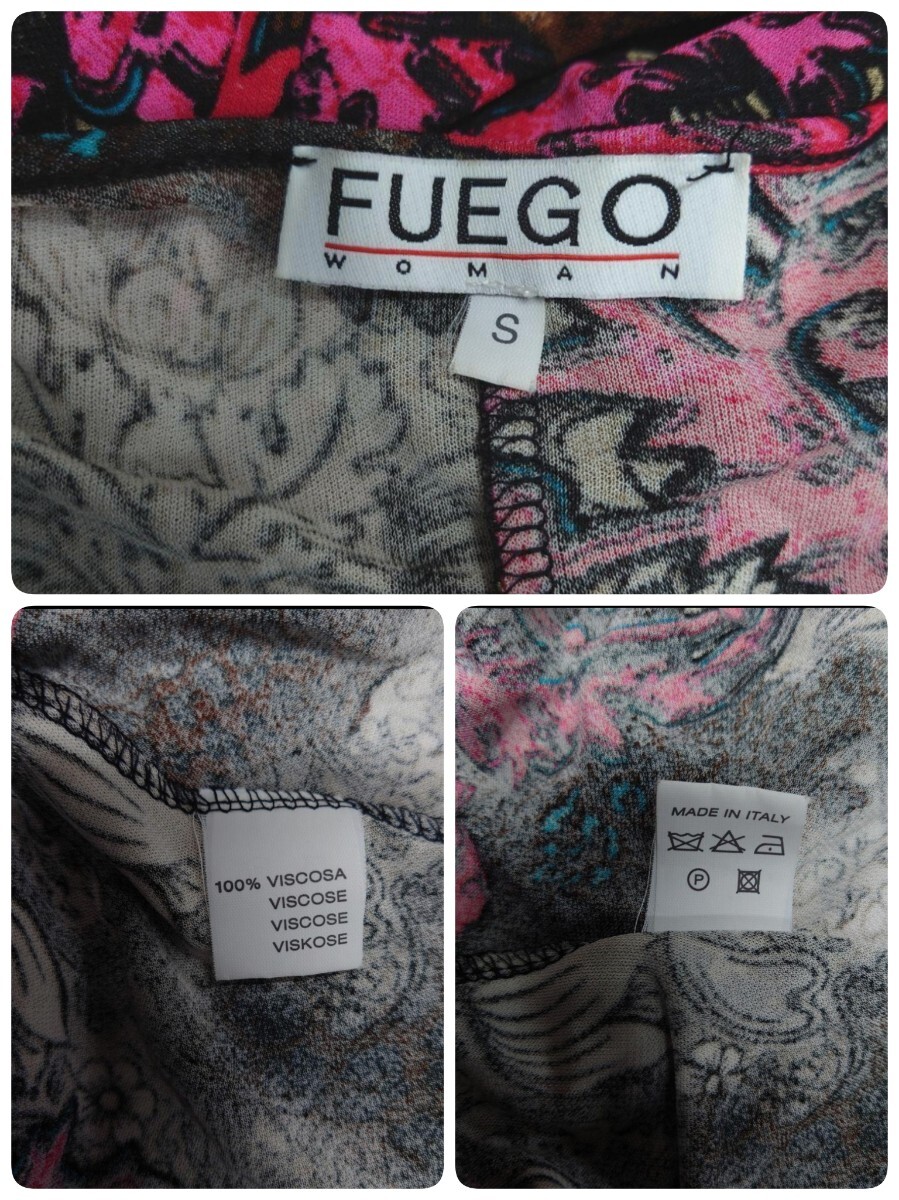 FUEGO
WOMAN
S
100% VISCOSA
VISCOSE
VISCOSE
VISKOSE
MADE IN ITALY
P